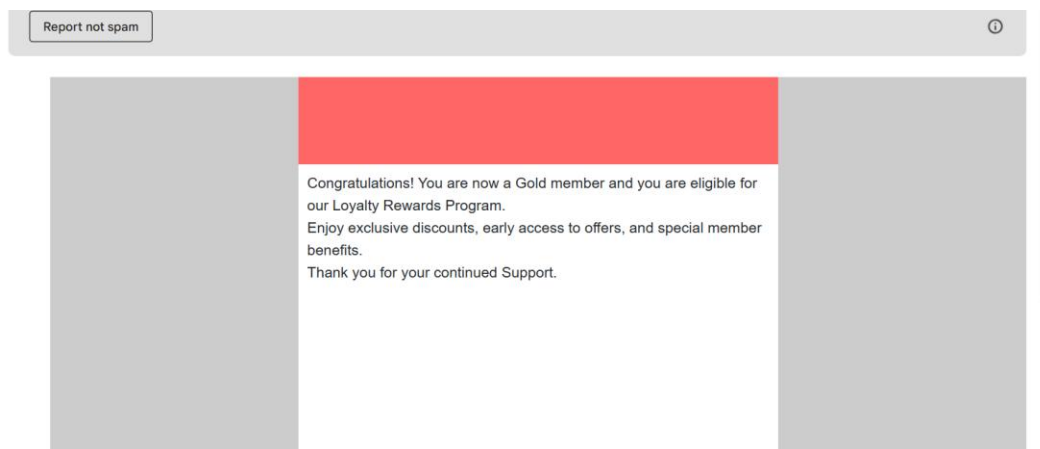 Report not spam
Congratulations! You are now a Gold member and you are eligible for
our Loyalty Rewards Program.
Enjoy exclusive discounts, early access to offers, and special member
benefits.
Thank you for your continued Support.